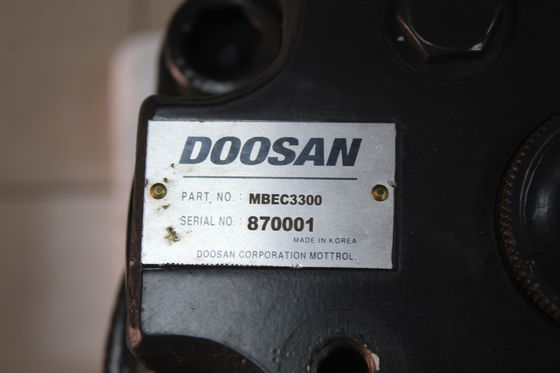 DOOSAN
PART. NO. : MBEC3300
SERIAL NO. : 870001
MADE IN KOREA
DOOSAN CORPORATION MOTTROL.